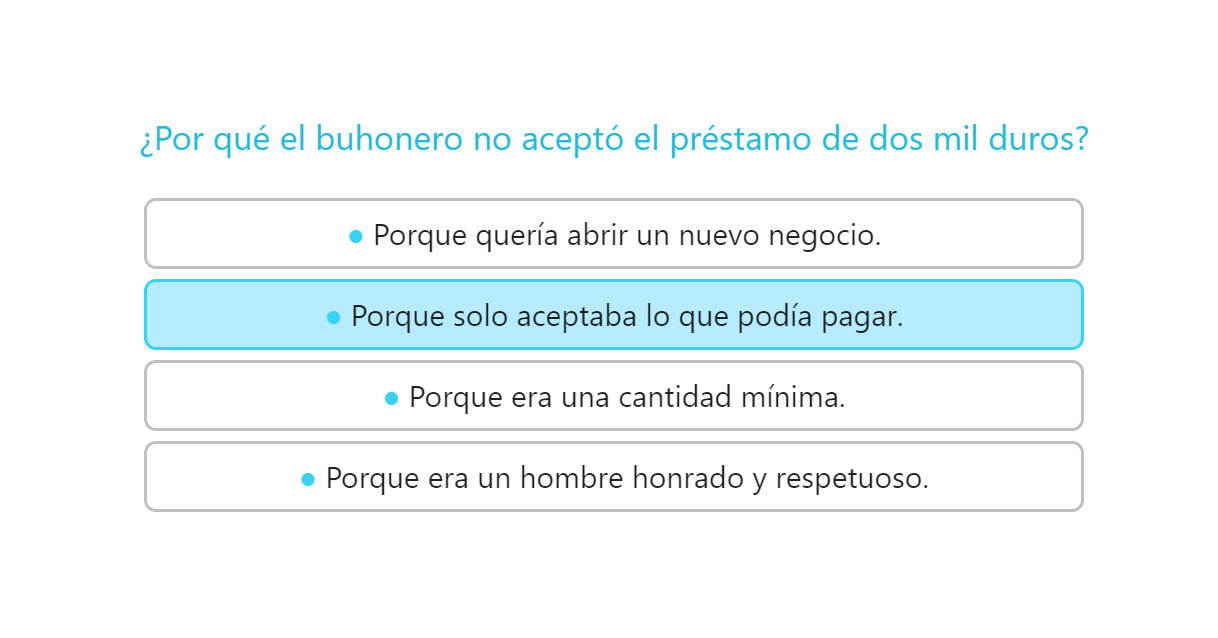 ¿Por qué el buhonero no aceptó el préstamo de dos mil duros?
● Porque quería abrir un nuevo negocio.
● Porque solo aceptaba lo que podía pagar.
● Porque era una cantidad mínima.
● Porque era un hombre honrado y respetuoso.